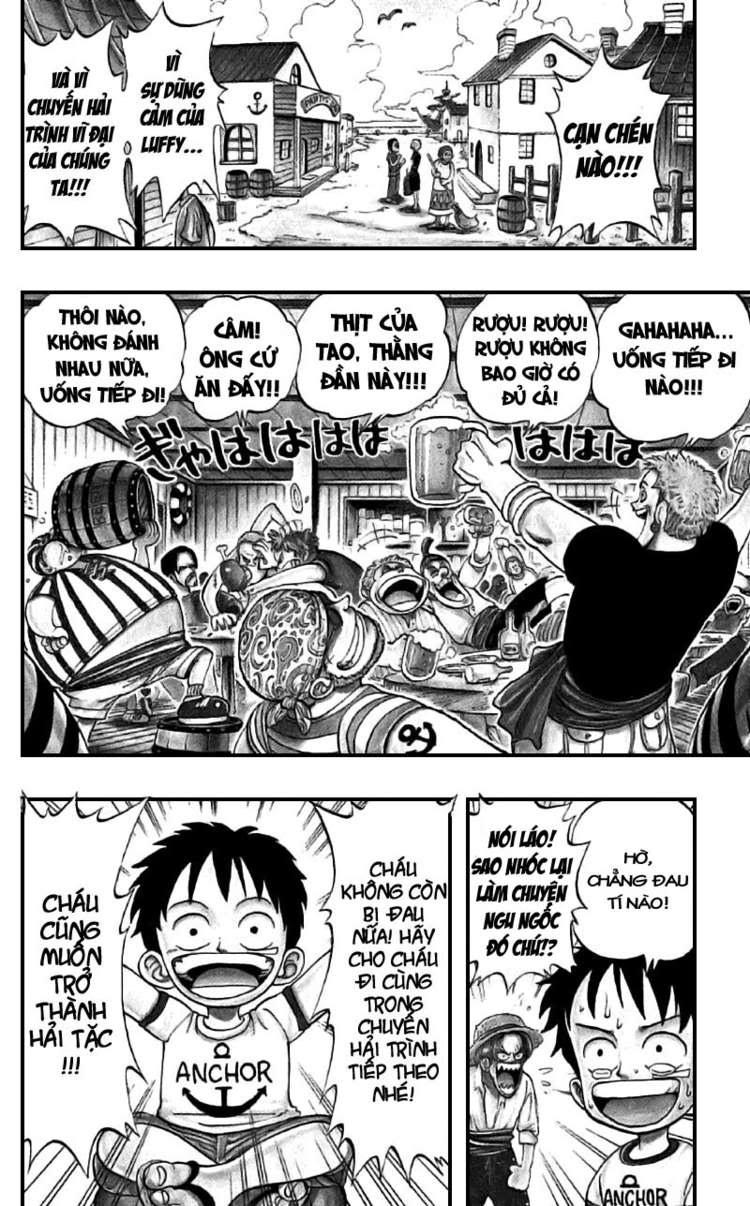 CẠN CHÉN
NÀO!!!
VÌ
SỰ DŨNG
CẢM CỦA
LUFFY...
VÀ VÌ
CHUYẾN HẢI
TRÌNH VĨ ĐẠI
CỦA CHÚNG
TA!!!
GAHAHAHA...
UỐNG TIẾP ĐI
NÀO!!!
RƯỢU! RƯỢU!
RƯỢU KHÔNG
BAO GIỜ CÓ
ĐỦ CẢ!
THỊT CỦA
TAO, THẰNG
ĐẦN NÀY!!!
CÂM!
ÔNG CỨ
ĂN ĐẤY!!
THÔI NÀO,
KHÔNG ĐÁNH
NHAU NỮA,
UỐNG TIẾP ĐI!
ははは
ぎゃはははは
HỜ,
CHẲNG ĐAU
TÍ NÀO!
NÓI LÁO!
SAO NHÓC LẠI
LÀM CHUYỆN
NGU NGỐC
ĐÓ CHỨ!?
ANCHOR
CHÁU
KHÔNG CÒN
BỊ ĐAU
NỮA! HÃY
CHO CHÁU
ĐI CÙNG
TRONG
CHUYẾN
HẢI TRÌNH
TIẾP THEO
NHÉ!
CHÁU
CŨNG
MUỐN
TRỞ
THÀNH
HẢI TẶC
!!!
ANCHOR